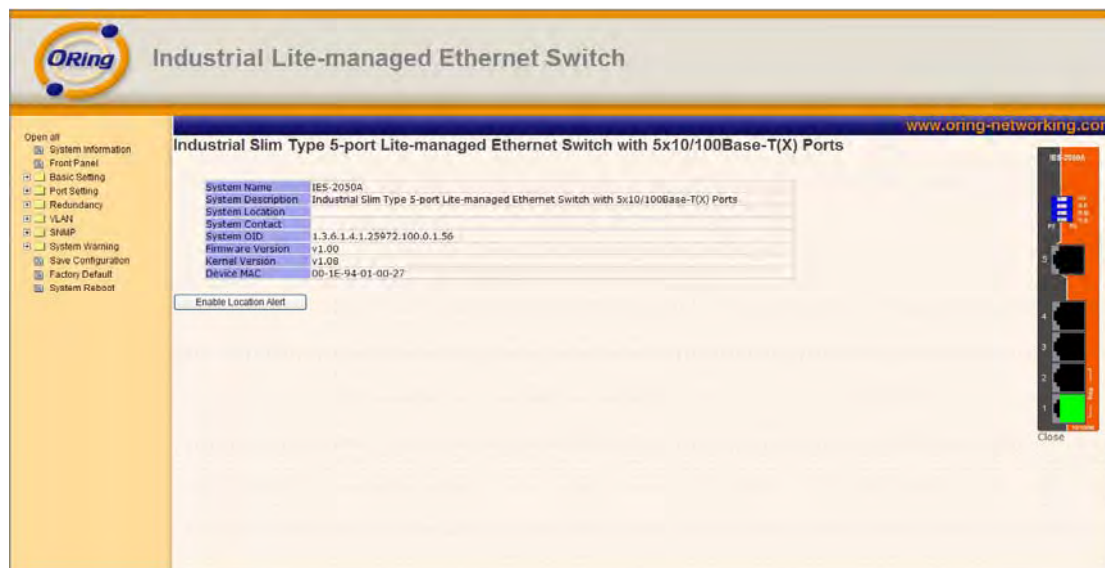 ORing
Industrial Lite-managed Ethernet Switch
www.oring-networking.com
Open all
System Information
Front Panel
Basic Setting
Port Setting
Redundancy
VLAN
SNMP
System Warning
Save Configuration
Factory Default
System Reboot
Industrial Slim Type 5-port Lite-managed Ethernet Switch with 5x10/100Base-T(X) Ports
System Name IES-2050A
System Description Industrial Slim Type 5-port Lite-managed Ethernet Switch with 5x10/100Base-T(X) Ports
System Location
System Contact
System OID 1.3.6.1.4.1.25972.100.0.1.56
Firmware Version v1.00
Kernel Version v1.08
Device MAC 00-1E-94-01-00-27
Enable Location Alert
IES-2050A
5
4
3
2
1
Close